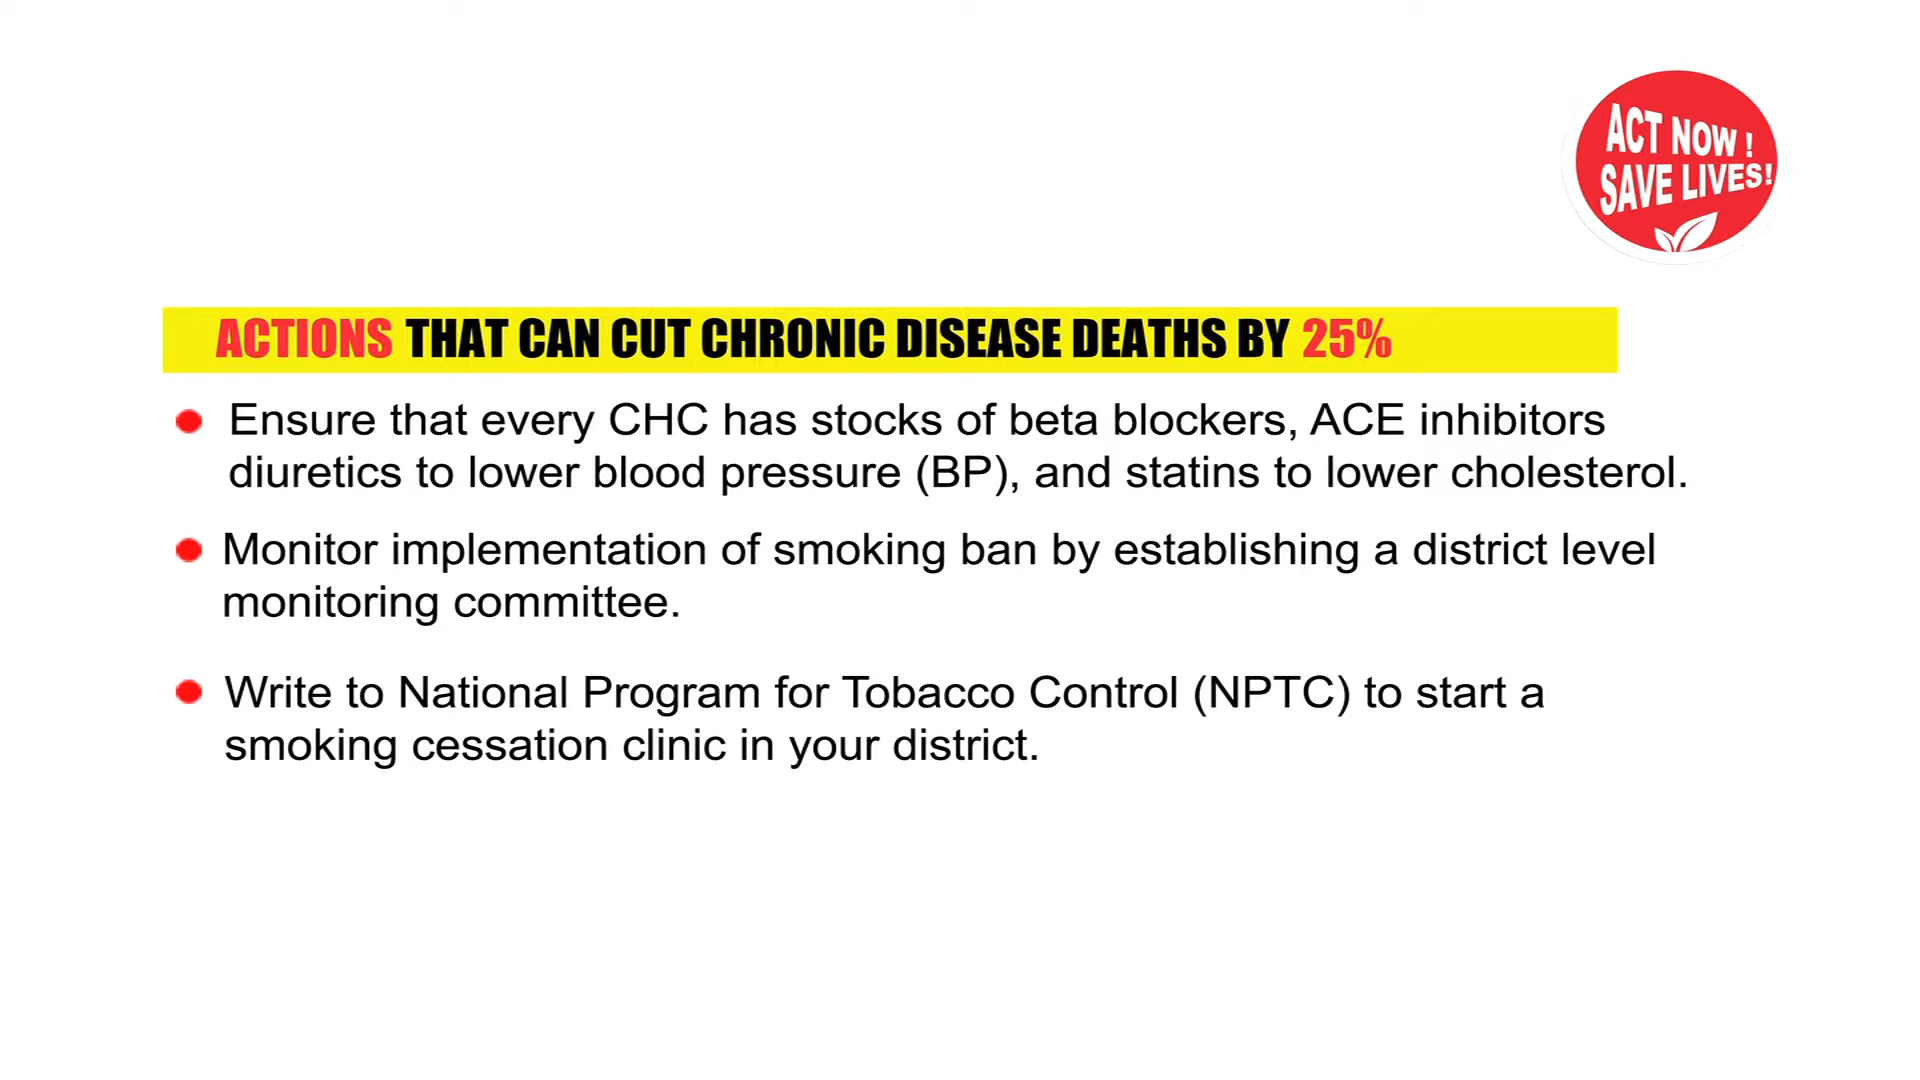 ACT NOW !
SAVE LIVES!
ACTIONS THAT CAN CUT CHRONIC DISEASE DEATHS BY 25%
Ensure that every CHC has stocks of beta blockers, ACE inhibitors
diuretics to lower blood pressure (BP), and statins to lower cholesterol.
Monitor implementation of smoking ban by establishing a district level
monitoring committee.
Write to National Program for Tobacco Control (NPTC) to start a
smoking cessation clinic in your district.